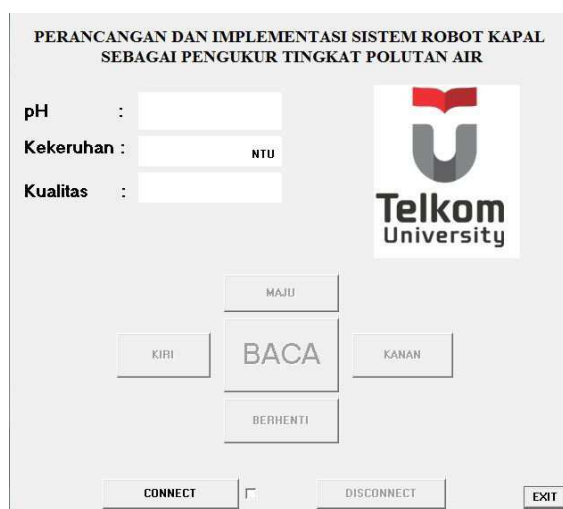 PERANCANGAN DAN IMPLEMENTASI SISTEM ROBOT KAPAL
SEBAGAI PENGUKUR TINGKAT POLUTAN AIR
pH :
Kekeruhan : NTU
Kualitas :
Telkom
University
MAJU
KIRI BACA KANAN
BERHENTI
CONNECT DISCONNECT EXIT